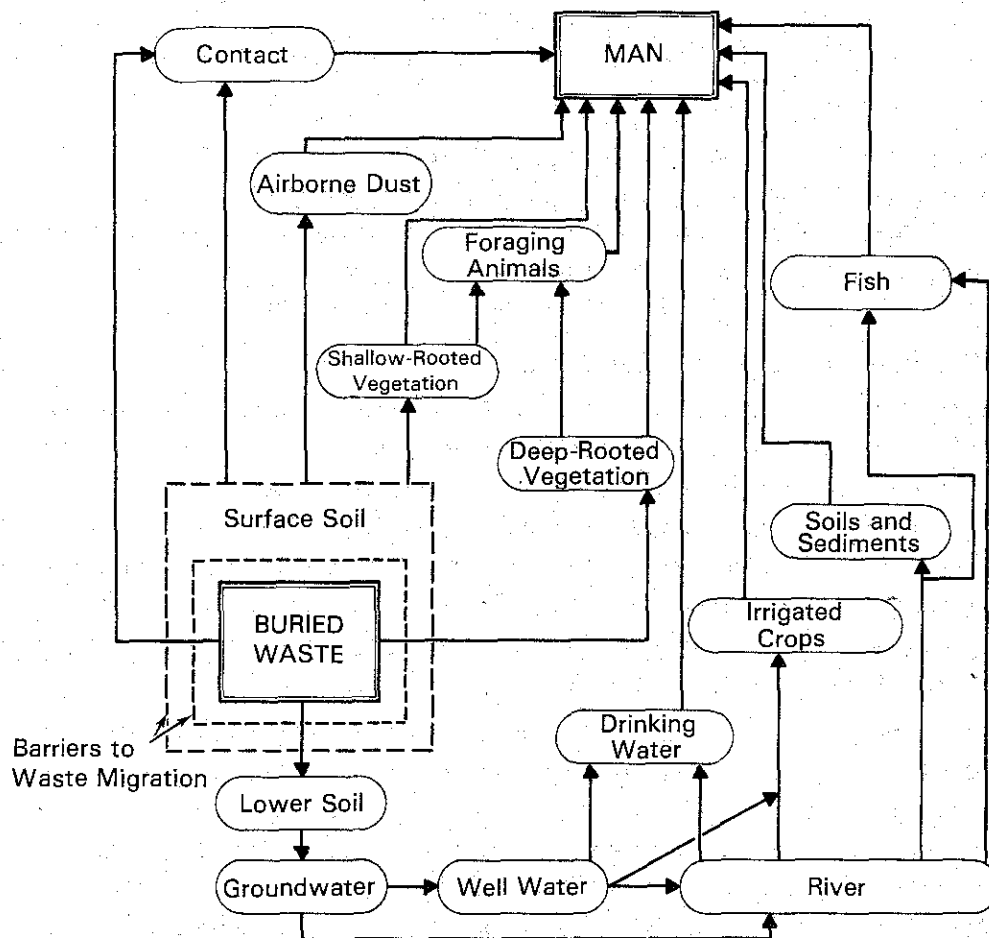 Contact
MAN
Airborne Dust
Foraging
Animals
Fish
Shallow-Rooted
Vegetation
Deep-Rooted
Vegetation
Surface Soil
Soils and
Sediments
BURIED
WASTE
Irrigated
Crops
Drinking
Water
Barriers to
Waste Migration
Lower Soil
Groundwater
Well Water
River